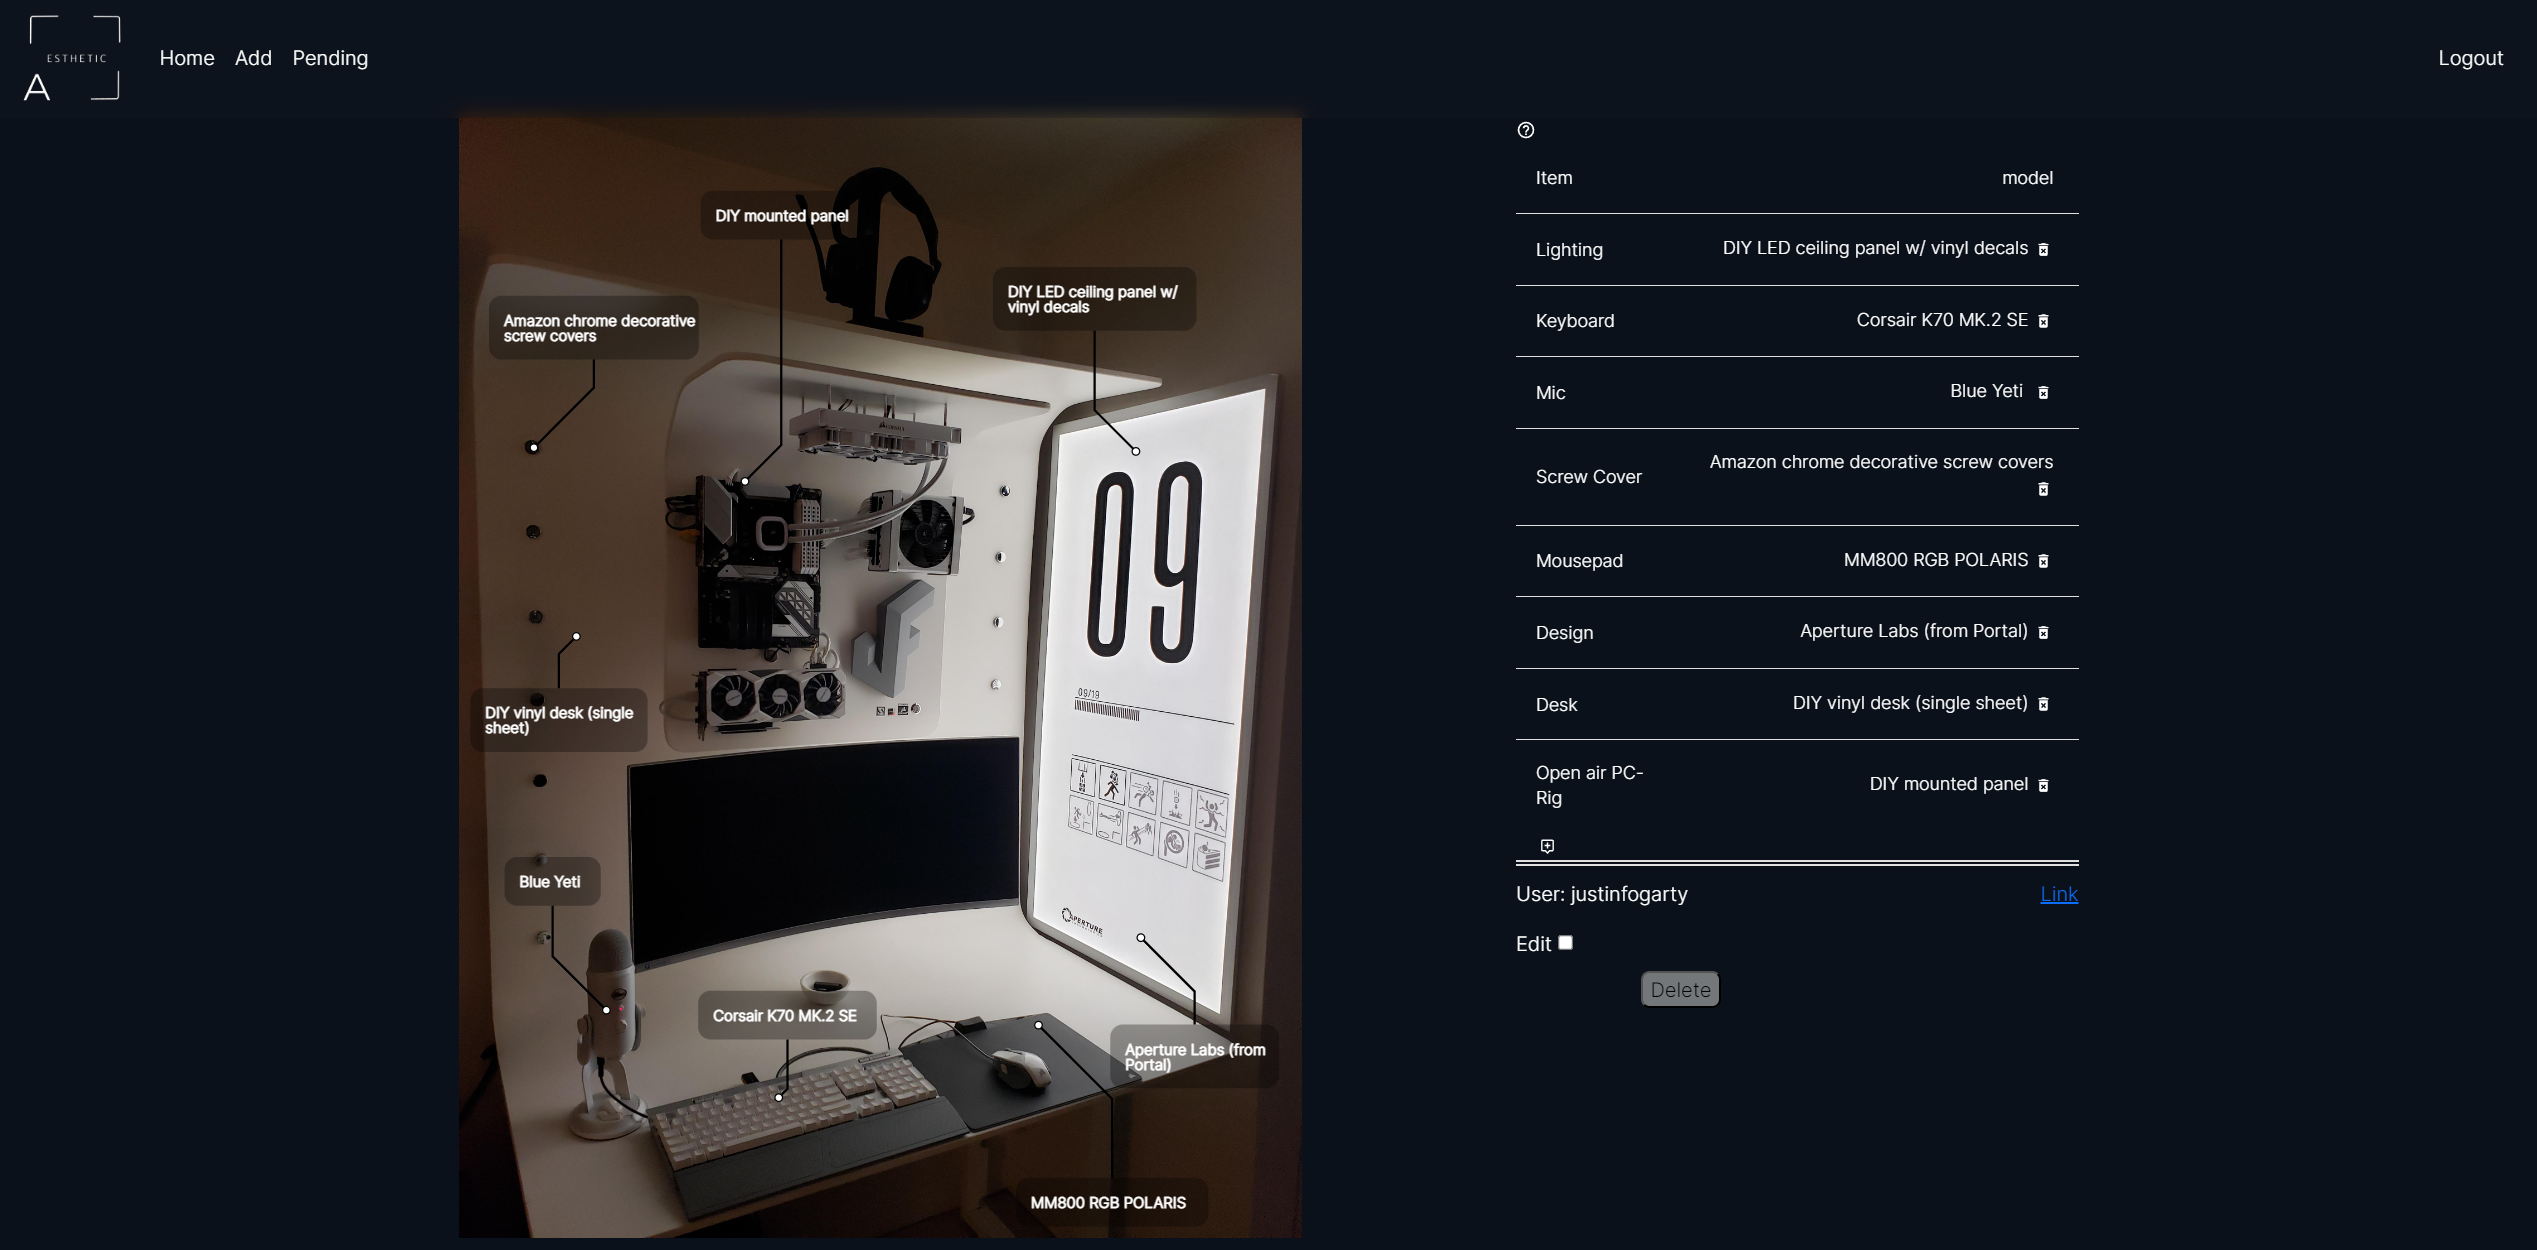 ESTHETIC
A
Home Add Pending
Logout
DIY mounted panel
DIY LED ceiling panel w/
vinyl decals
Amazon chrome decorative
screw covers
CORSAIR
09
09/19
DIY vinyl desk (single
sheet)
Blue Yeti
APERTURE
Corsair K70 MK.2 SE
Aperture Labs (from
Portal)
MM800 RGB POLARIS
Item model
Lighting DIY LED ceiling panel w/ vinyl decals
Keyboard Corsair K70 MK.2 SE
Mic Blue Yeti
Screw Cover Amazon chrome decorative screw covers
Mousepad MM800 RGB POLARIS
Design Aperture Labs (from Portal)
Desk DIY vinyl desk (single sheet)
Open air PC-
Rig DIY mounted panel
User: justinfogarty Link
Edit
Delete